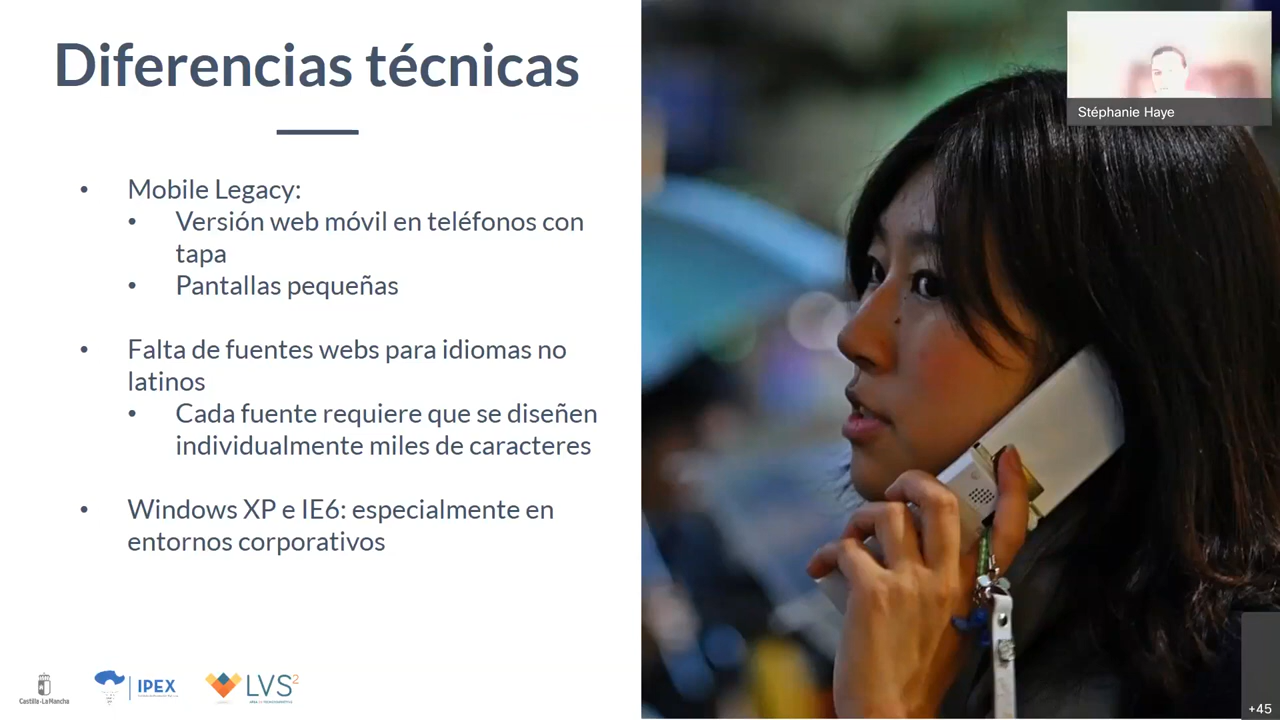 Diferencias técnicas
Stéphanie Haye
• Mobile Legacy:
• Versión web móvil en teléfonos con
tapa
• Pantallas pequeñas
• Falta de fuentes webs para idiomas no
latinos
• Cada fuente requiere que se diseñen
individualmente miles de caracteres
• Windows XP e IE6: especialmente en
entornos corporativos
Castilla-La Mancha
IPEX
LVS2
+45